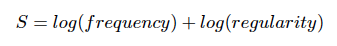 S = log(frequency) + log(regularity)